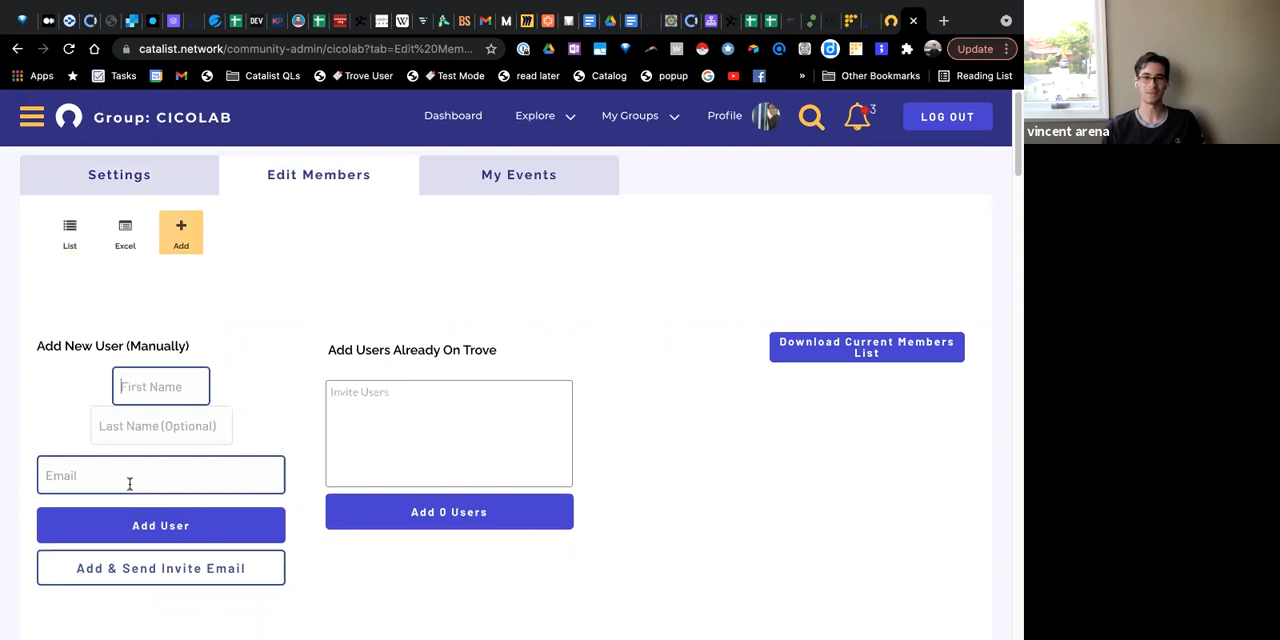 DEV
KP
BS
M
W
catalist.network/community-admin/cicolab?tab=Edit%20Mem...
Update
Apps
Tasks
Catalist QLs
Trove User
Test Mode
read later
Catalog
popup
»
Other Bookmarks
Reading List
Group: CICOLAB
Dashboard
Explore
My Groups
Profile
3
LOG OUT
Settings
Edit Members
My Events
List
Excel
Add
Add New User (Manually)
First Name
Last Name (Optional)
Email
Add User
Add & Send Invite Email
Add Users Already On Trove
Invite Users
Add 0 Users
Download Current Members
List
vincent arena